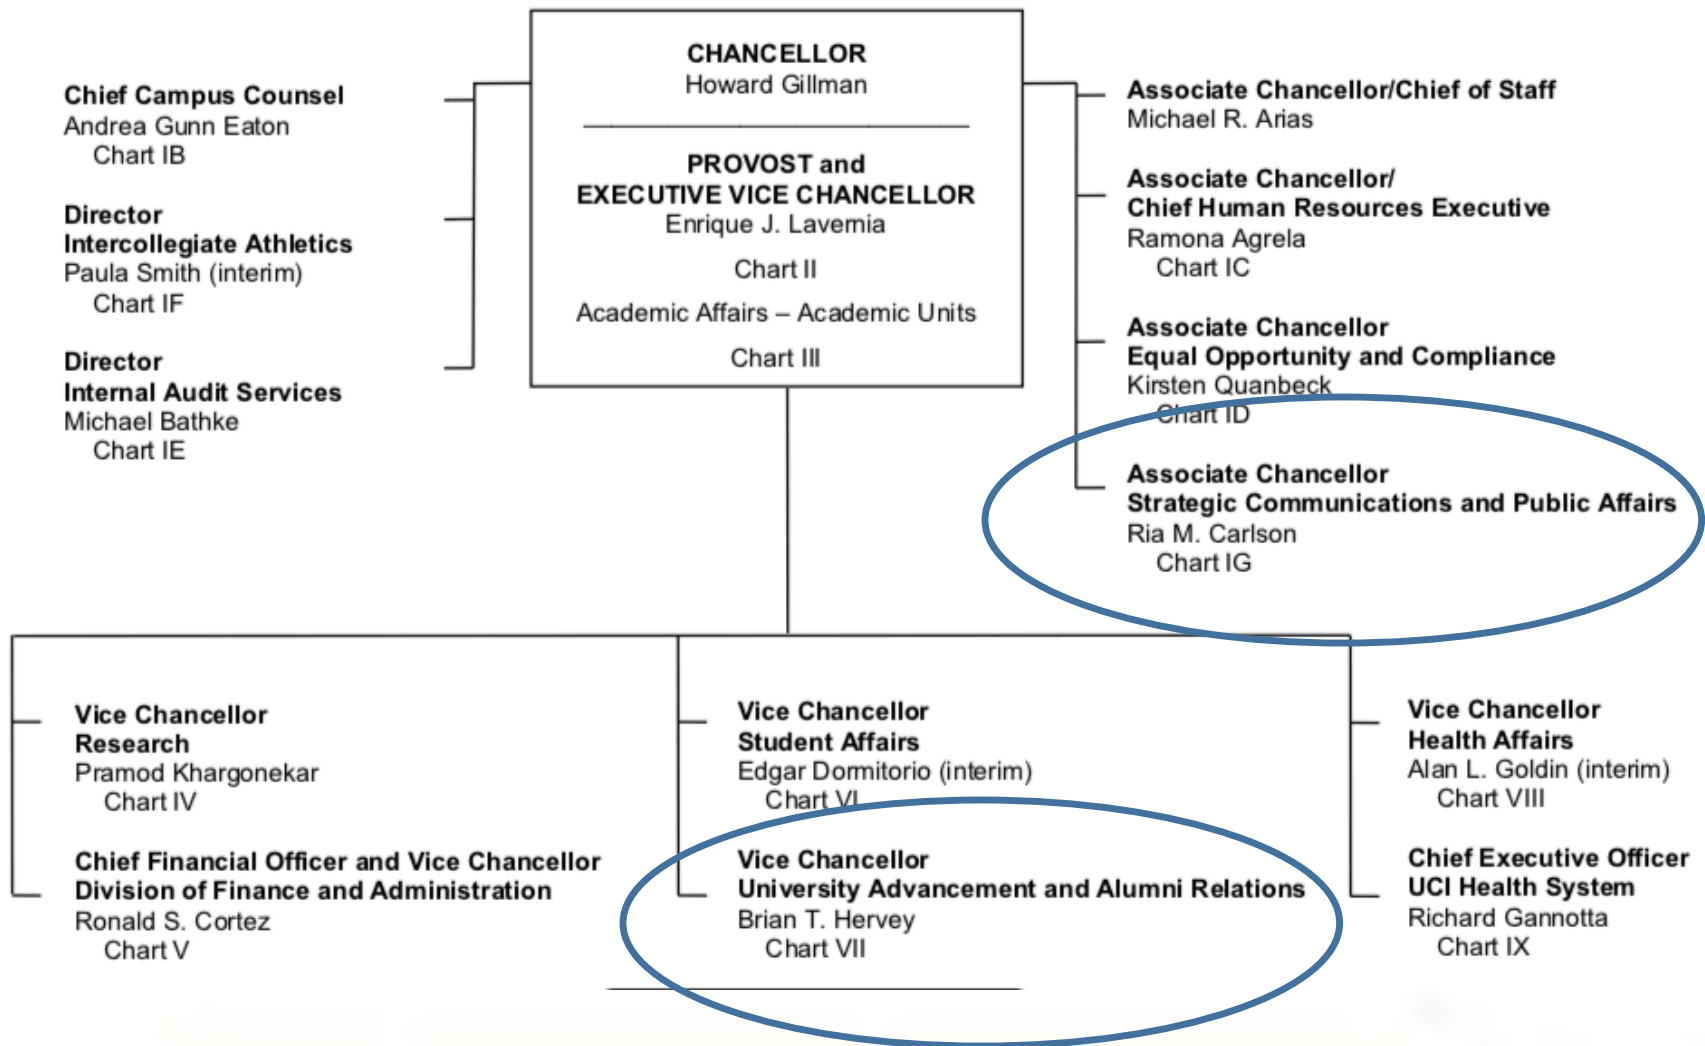 CHANCELLOR
Howard Gillman
PROVOST and
EXECUTIVE VICE CHANCELLOR
Enrique J. Lavernia
Chart II
Academic Affairs – Academic Units
Chart III
Chief Campus Counsel
Andrea Gunn Eaton
Chart IB
Director
Intercollegiate Athletics
Paula Smith (interim)
Chart IF
Director
Internal Audit Services
Michael Bathke
Chart IE
Associate Chancellor/Chief of Staff
Michael R. Arias
Associate Chancellor/
Chief Human Resources Executive
Ramona Agrela
Chart IC
Associate Chancellor
Equal Opportunity and Compliance
Kirsten Quanbeck
Chart ID
Associate Chancellor
Strategic Communications and Public Affairs
Ria M. Carlson
Chart IG
Vice Chancellor
Research
Pramod Khargonekar
Chart IV
Chief Financial Officer and Vice Chancellor
Division of Finance and Administration
Ronald S. Cortez
Chart V
Vice Chancellor
Student Affairs
Edgar Dormitorio (interim)
Chart VI
Vice Chancellor
University Advancement and Alumni Relations
Brian T. Hervey
Chart VII
Vice Chancellor
Health Affairs
Alan L. Goldin (interim)
Chart VIII
Chief Executive Officer
UCI Health System
Richard Gannotta
Chart IX